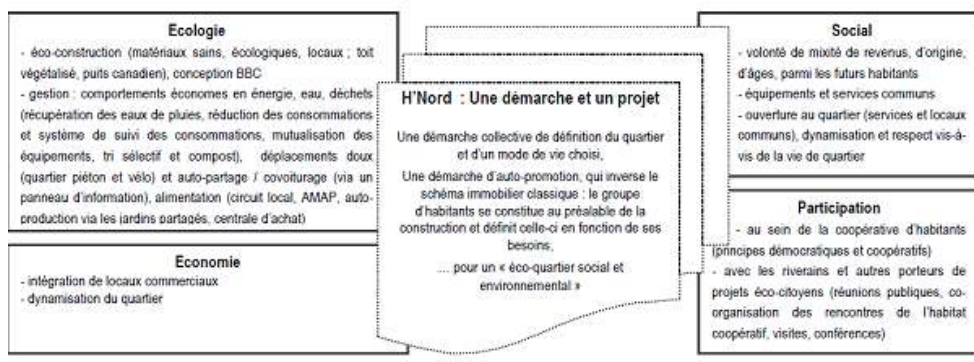 Ecologie
- éco-construction (matériaux sains, écologiques, locaux ; toit
végétalisé, puits canadien), conception BBC
- gestion : comportements économes en énergie, eau, déchets
(récupération des eaux de pluies, réduction des consommations
et système de suivi des consommations, mutualisation des
équipements, tri sélectif et compost), déplacements doux
(quartier piéton et vélo) et auto-partage / covoiturage (via un
panneau d'information), alimentation (circuit local, AMAP, auto-
production via les jardins partagés, centrale d'achat)
Economie
- intégration de locaux commerciaux
- dynamisation du quartier
H'Nord : Une démarche et un projet
Une démarche collective de définition du quartier
et d'un mode de vie choisi,
Une démarche d'auto-promotion, qui inverse le
schéma immobilier classique : le groupe
d'habitants se constitue au préalable de la
construction et définit celle-ci en fonction de ses
besoins,
… pour un « éco-quartier social et
environnemental »
Social
- volonté de mixité de revenus, d'origine,
d'âges, parmi les futurs habitants
- équipements et services communs
- ouverture au quartier (services et locaux
communs), dynamisation et respect vis-à-
vis de la vie de quartier
Participation
- au sein de la coopérative d'habitants
(principes démocratiques et coopératifs)
- avec les riverains et autres porteurs de
projets éco-citoyens (réunions publiques, co-
organisation des rencontres de l'habitat
coopératif, visites, conférences)